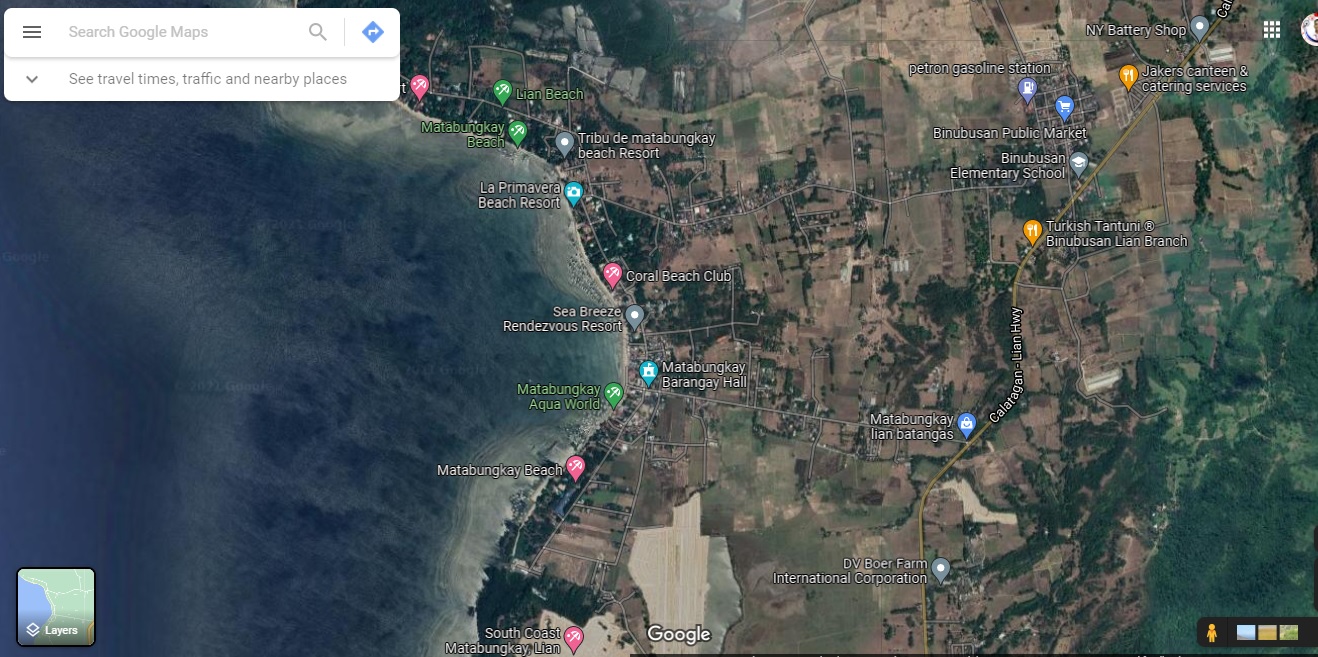 Search Google Maps
See travel times, traffic and nearby places
NY Battery Shop
petron gasoline station
Jakers canteen &
catering services
Lian Beach
Matabungkay
Beach
Tribu de matabungkay
beach Resort
Binubusan Public Market
Binubusan
Elementary School
La Primavera
Beach Resort
Turkish Tantuni ®
Binubusan Lian Branch
Coral Beach Club
Sea Breeze
Rendezvous Resort
Calatagan - Lian Hwy
Matabungkay
Barangay Hall
Matabungkay
Aqua World
Matabungkay
lian batangas
Matabungkay Beach
DV Boer Farm
International Corporation
Layers
Google
South Coast
Matabungkay, Lian